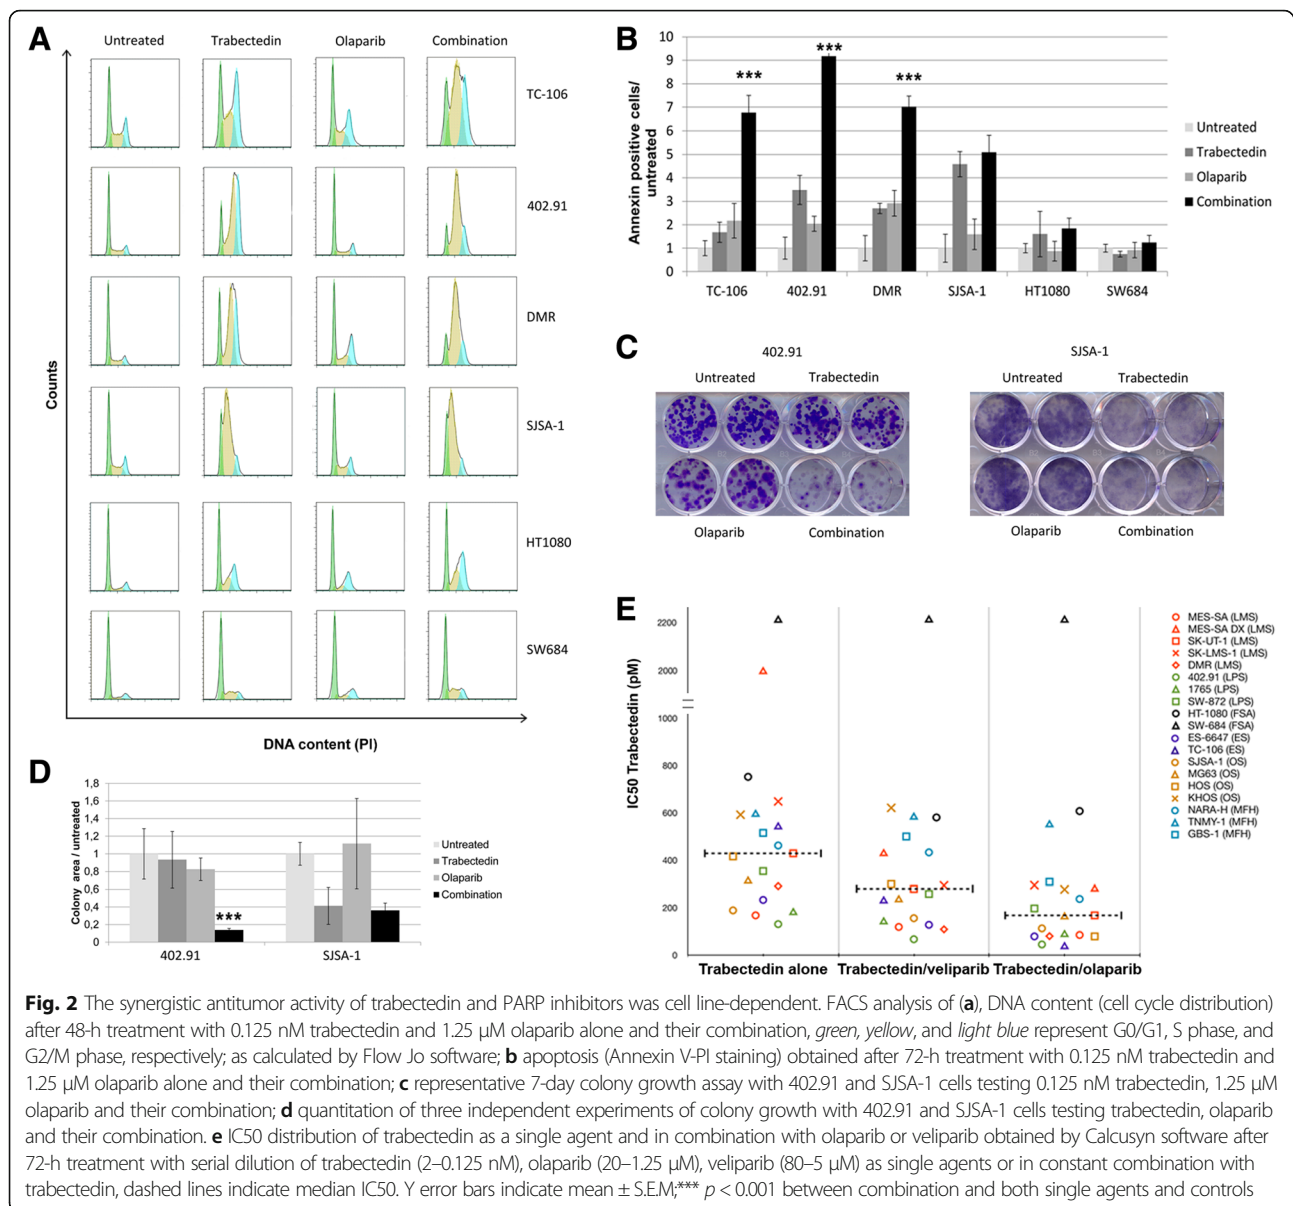 A
Untreated
Trabectedin
Olaparib
Combination
TC-106
402.91
DMR
SJSA-1
HT1080
SW684
Counts
DNA content (PI)
B
Annexin positive cells/
untreated
10
9
8
7
6
5
4
3
2
1
0
***
***
***
TC-106
402.91
DMR
SJSA-1
HT1080
SW684
Untreated
Trabectedin
Olaparib
Combination
C
402.91
SJSA-1
Untreated
Trabectedin
Untreated
Trabectedin
Olaparib
Combination
Olaparib
Combination
D
Colony area / untreated
1,8
1,6
1,4
1,2
1
0,8
0,6
0,4
0,2
0
***
402.91
SJSA-1
Untreated
Trabectedin
Olaparib
Combination
E
IC50 Trabectedin (pM)
2200
2000
1000
800
600
400
200
0
Trabectedin alone
Trabectedin/veliparib
Trabectedin/olaparib
MES-SA (LMS)
MES-SA DX (LMS)
SK-UT-1 (LMS)
SK-LMS-1 (LMS)
DMR (LMS)
402.91 (LPS)
1765 (LPS)
SW-872 (LPS)
HT-1080 (FSA)
SW-684 (FSA)
ES-6647 (ES)
TC-106 (ES)
SJSA-1 (OS)
MG63 (OS)
HOS (OS)
KHOS (OS)
NARA-H (MFH)
TNMY-1 (MFH)
GBS-1 (MFH)
Fig. 2 The synergistic antitumor activity of trabectedin and PARP inhibitors was cell line-dependent. FACS analysis of (a), DNA content (cell cycle distribution)
after 48-h treatment with 0.125 nM trabectedin and 1.25 μM olaparib alone and their combination, green, yellow, and light blue represent G0/G1, S phase, and
G2/M phase, respectively; as calculated by Flow Jo software; b apoptosis (Annexin V-PI staining) obtained after 72-h treatment with 0.125 nM trabectedin and
1.25 μM olaparib alone and their combination; c representative 7-day colony growth assay with 402.91 and SJSA-1 cells testing 0.125 nM trabectedin, 1.25 μM
olaparib and their combination; d quantitation of three independent experiments of colony growth with 402.91 and SJSA-1 cells testing trabectedin, olaparib
and their combination. e IC50 distribution of trabectedin as a single agent and in combination with olaparib or veliparib obtained by Calcusyn software after
72-h treatment with serial dilution of trabectedin (2–0.125 nM), olaparib (20–1.25 μM), veliparib (80–5 μM) as single agents or in constant combination with
trabectedin, dashed lines indicate median IC50. Y error bars indicate mean ± S.E.M;*** p < 0.001 between combination and both single agents and controls